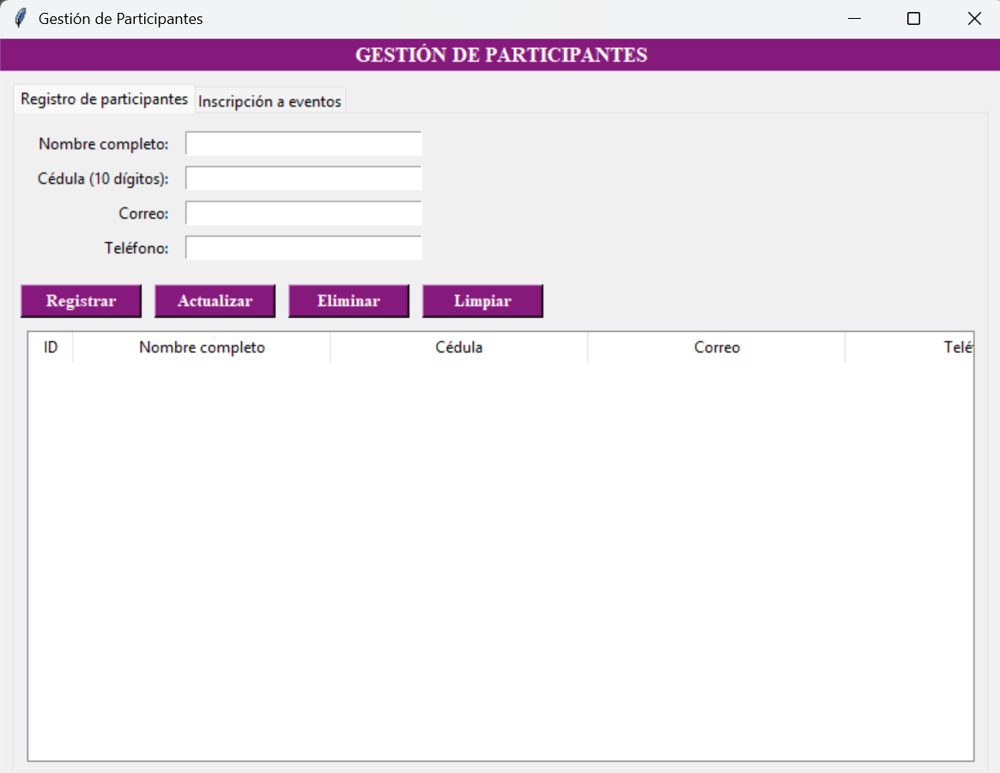 Gestión de Participantes
GESTIÓN DE PARTICIPANTES
Registro de participantes Inscripción a eventos
Nombre completo:
Cédula (10 dígitos):
Correo:
Teléfono:
Registrar Actualizar Eliminar Limpiar
ID Nombre completo Cédula Correo Telé